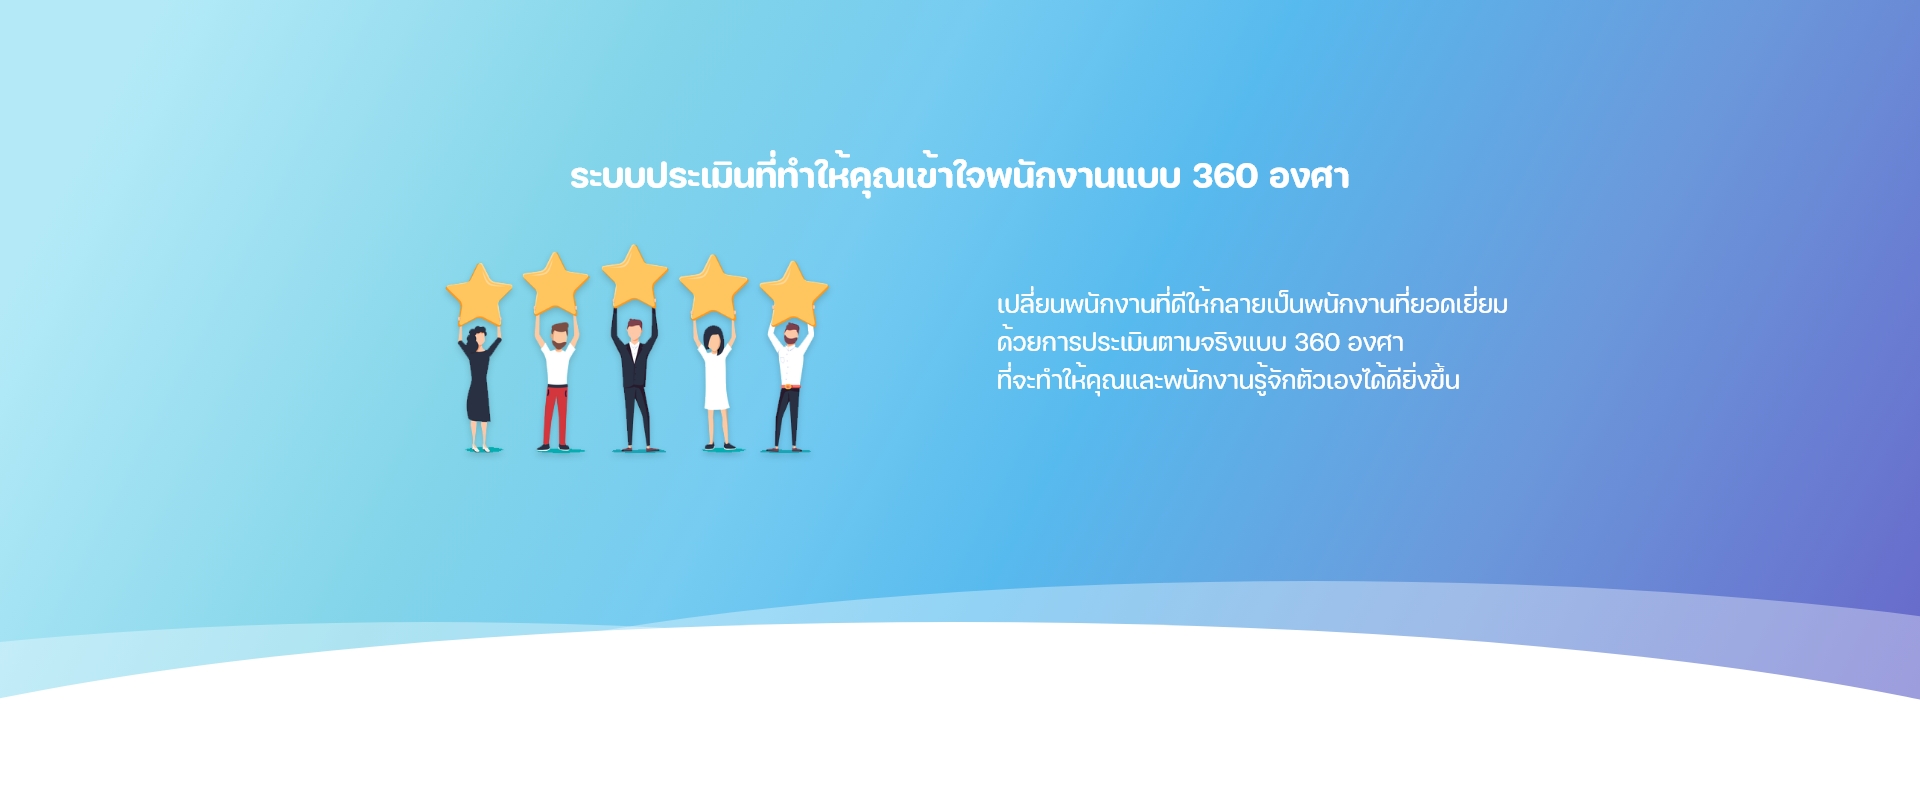 ระบบประเมินที่ทำให้คุณเข้าใจพนักงานแบบ 360 องศา
เปลี่ยนพนักงานที่ดีให้กลายเป็นพนักงานที่ยอดเยี่ยม
ด้วยการประเมินตามจริงแบบ 360 องศา
ที่จะทำให้คุณและพนักงานรู้จักตัวเองได้ดียิ่งขึ้น